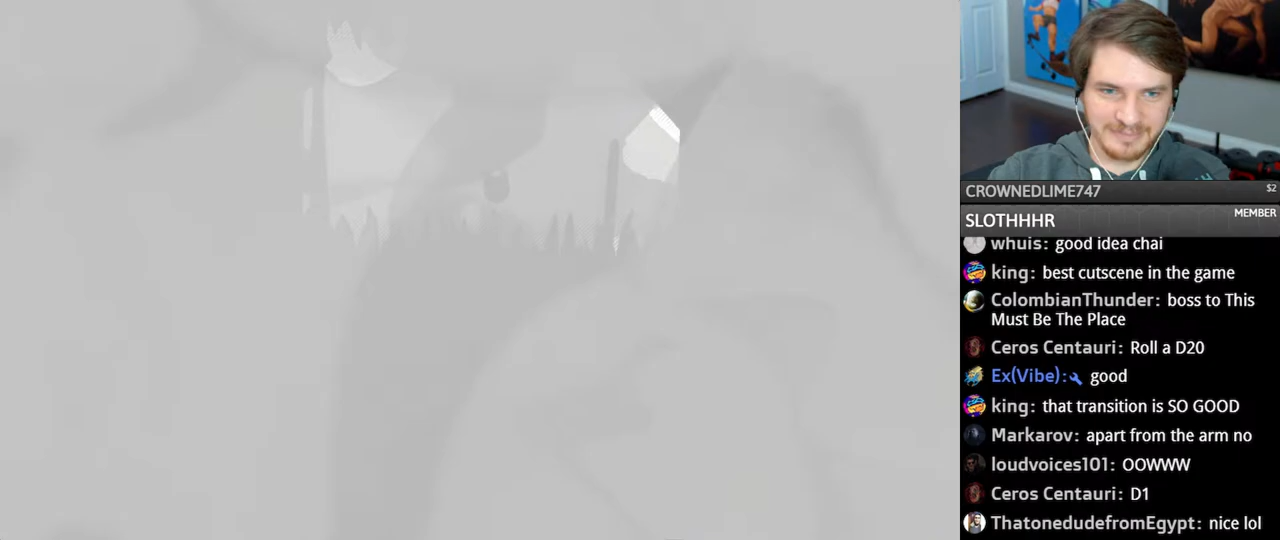 CROWNEDLIME747 $2
SLOTHHHR MEMBER
whuis: good idea chai
king: best cutscene in the game
ColombianThunder: boss to This
Must Be The Place
Ceros Centauri: Roll a D20
Ex(Vibe): good
king: that transition is SO GOOD
Markarov: apart from the arm no
loudvoices101: OOWWW
Ceros Centauri: D1
ThatonedudefromEgypt: nice lol